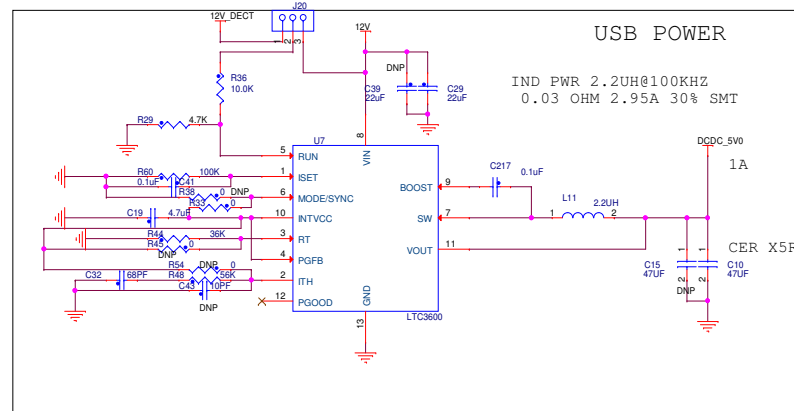 J20
12V_DECT
12V
USB POWER
1 2 3
R36
10.0K
DNP
C39
22uF
C29
22uF
IND PWR 2.2UH@100KHZ
0.03 OHM 2.95A 30% SMT
R29 4.7K
U7
8
DCDC_5V0
5 RUN
VIN
1A
R60 100K
1 ISET
0.1uF C41
BOOST 9
C217 0.1uF
R38 0 DNP
6 MODE/SYNC
R33 0
C19 4.7uF
10 INTVCC
SW 7
L11 2.2UH
1 2
R44 36K
3 RT
R45 0
DNP
VOUT 11
4 PGFB
CER X5R
R54 DNP 0
C32 68PF R48 56K
2 ITH
C43 10PF
DNP
12 PGOOD
GND
13
LTC3600
1 1
C15
47UF
C10
47UF
2 2
DNP